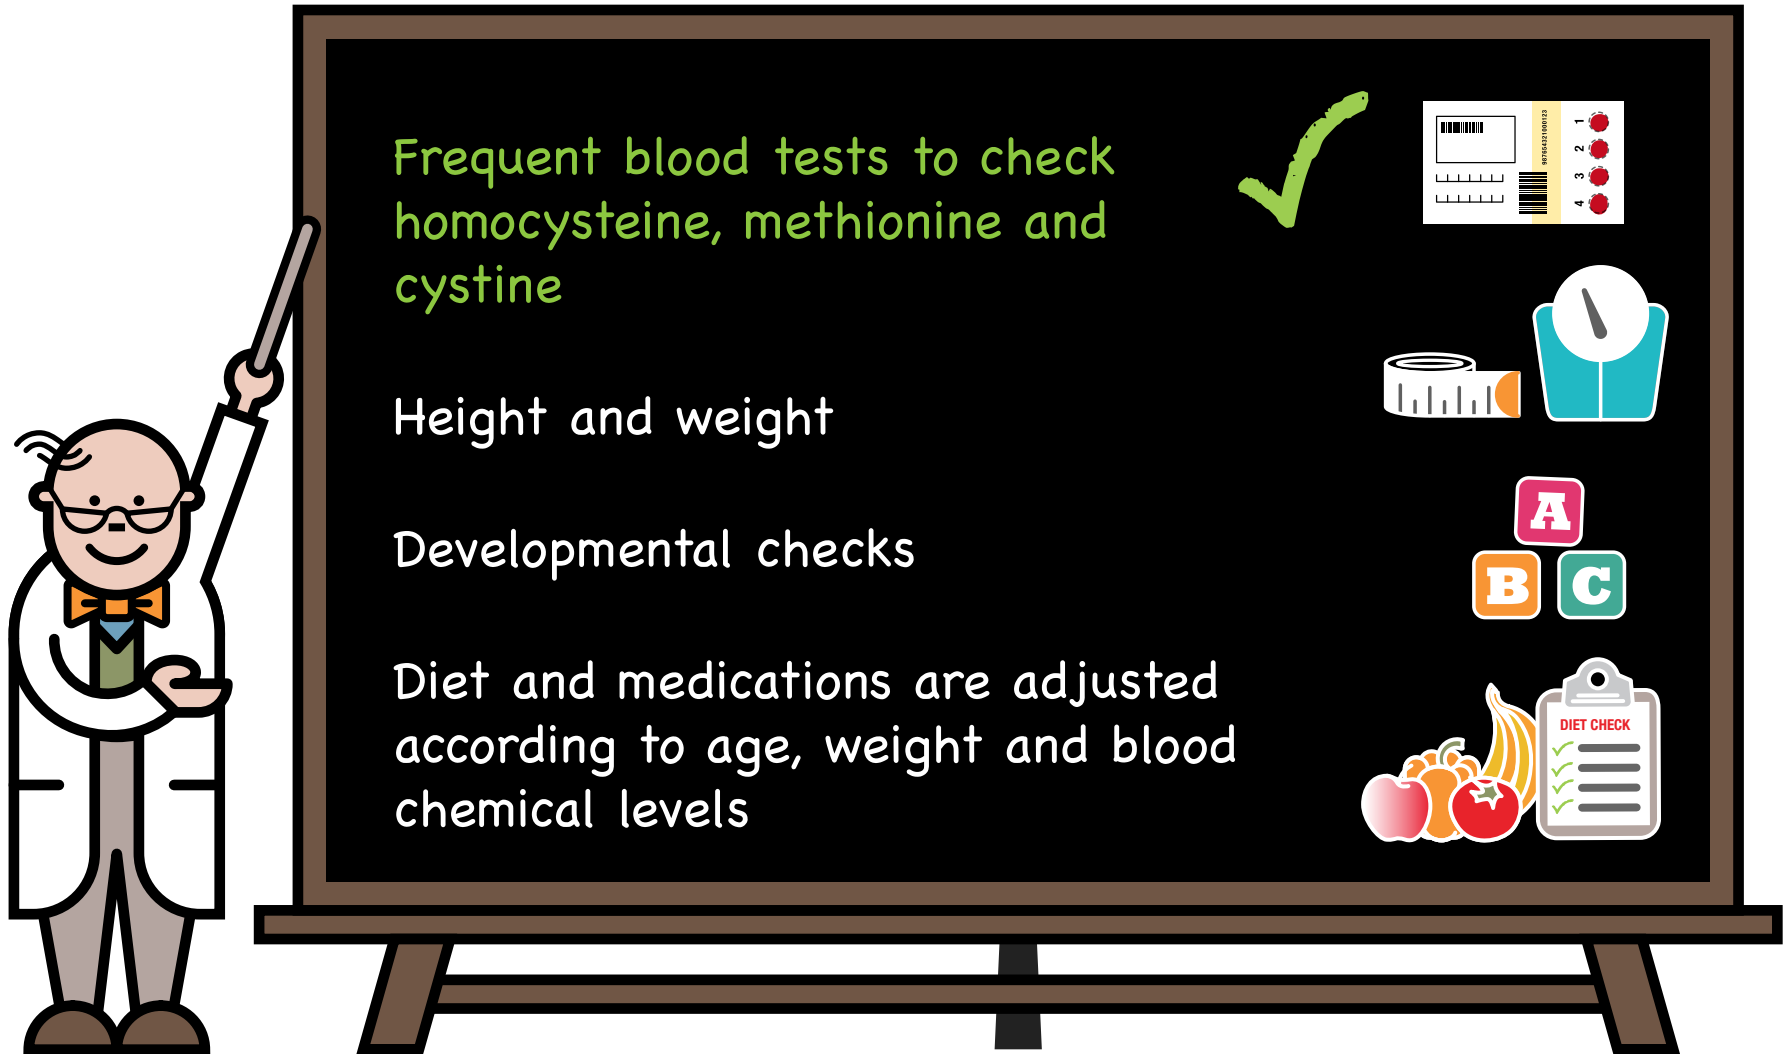 Frequent blood tests to check
homocysteine, methionine and
cystine
9876543210000123
1
2
3
4
Height and weight
A
Developmental checks
B C
Diet and medications are adjusted
according to age, weight and blood
chemical levels
DIET CHECK